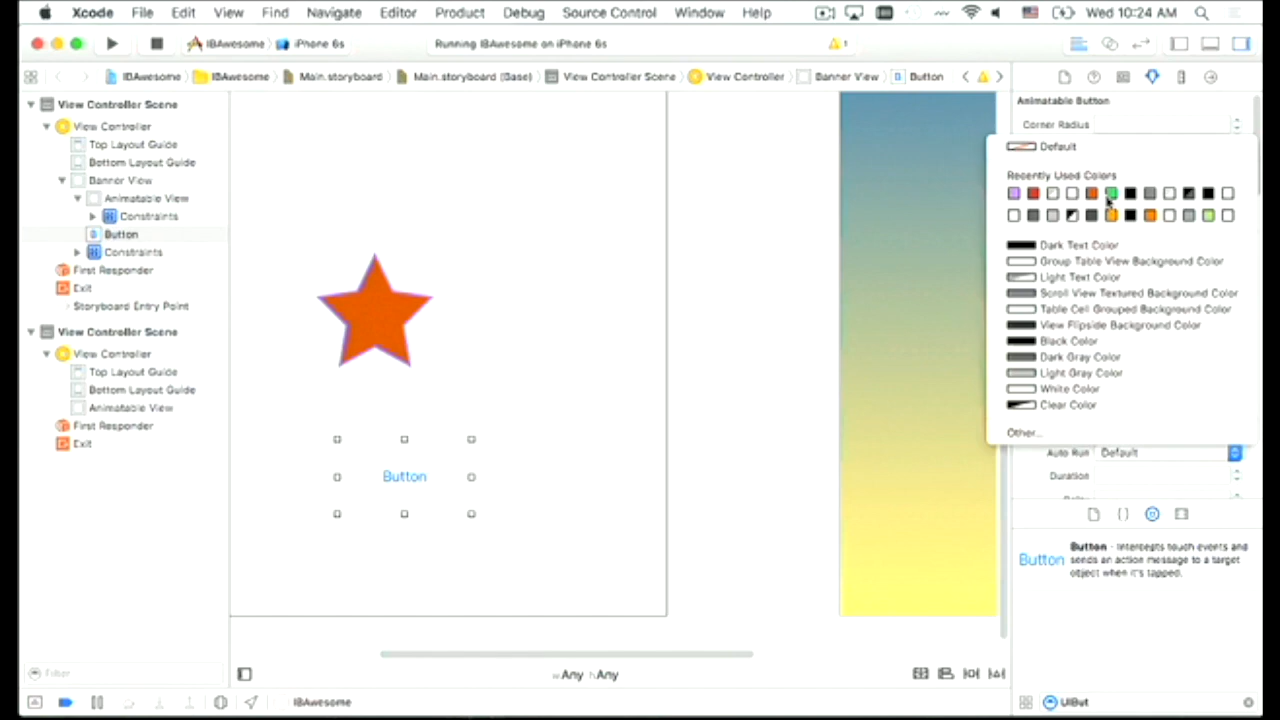 Xcode File Edit View Find Navigate Editor Product Debug Source Control Window Help Wed 10:24 AM
IBAwesome iPhone 6s Running IBAwesome on iPhone 6s 1
IBAwesome IBAwesome Main.storyboard Main.storyboard (Base) View Controller Scene View Controller Banner View Button
View Controller Scene
View Controller
Top Layout Guide
Bottom Layout Guide
Banner View
Animatable View
Constraints
Button
Constraints
First Responder
Exit
Storyboard Entry Point
View Controller Scene
View Controller
Top Layout Guide
Bottom Layout Guide
Animatable View
First Responder
Exit
Filter
Button
wAny hAny
IBAwesome
Animatable Button
Corner Radius
Default
Recently Used Colors
Dark Text Color
Group Table View Background Color
Light Text Color
Scroll View Textured Background Color
Table Cell Grouped Background Color
View Flipside Background Color
Black Color
Dark Gray Color
Light Gray Color
White Color
Clear Color
Other...
Auto Run Default
Duration
Button
Button - Intercepts touch events and
sends an action message to a target
object when it's tapped.
UIBut